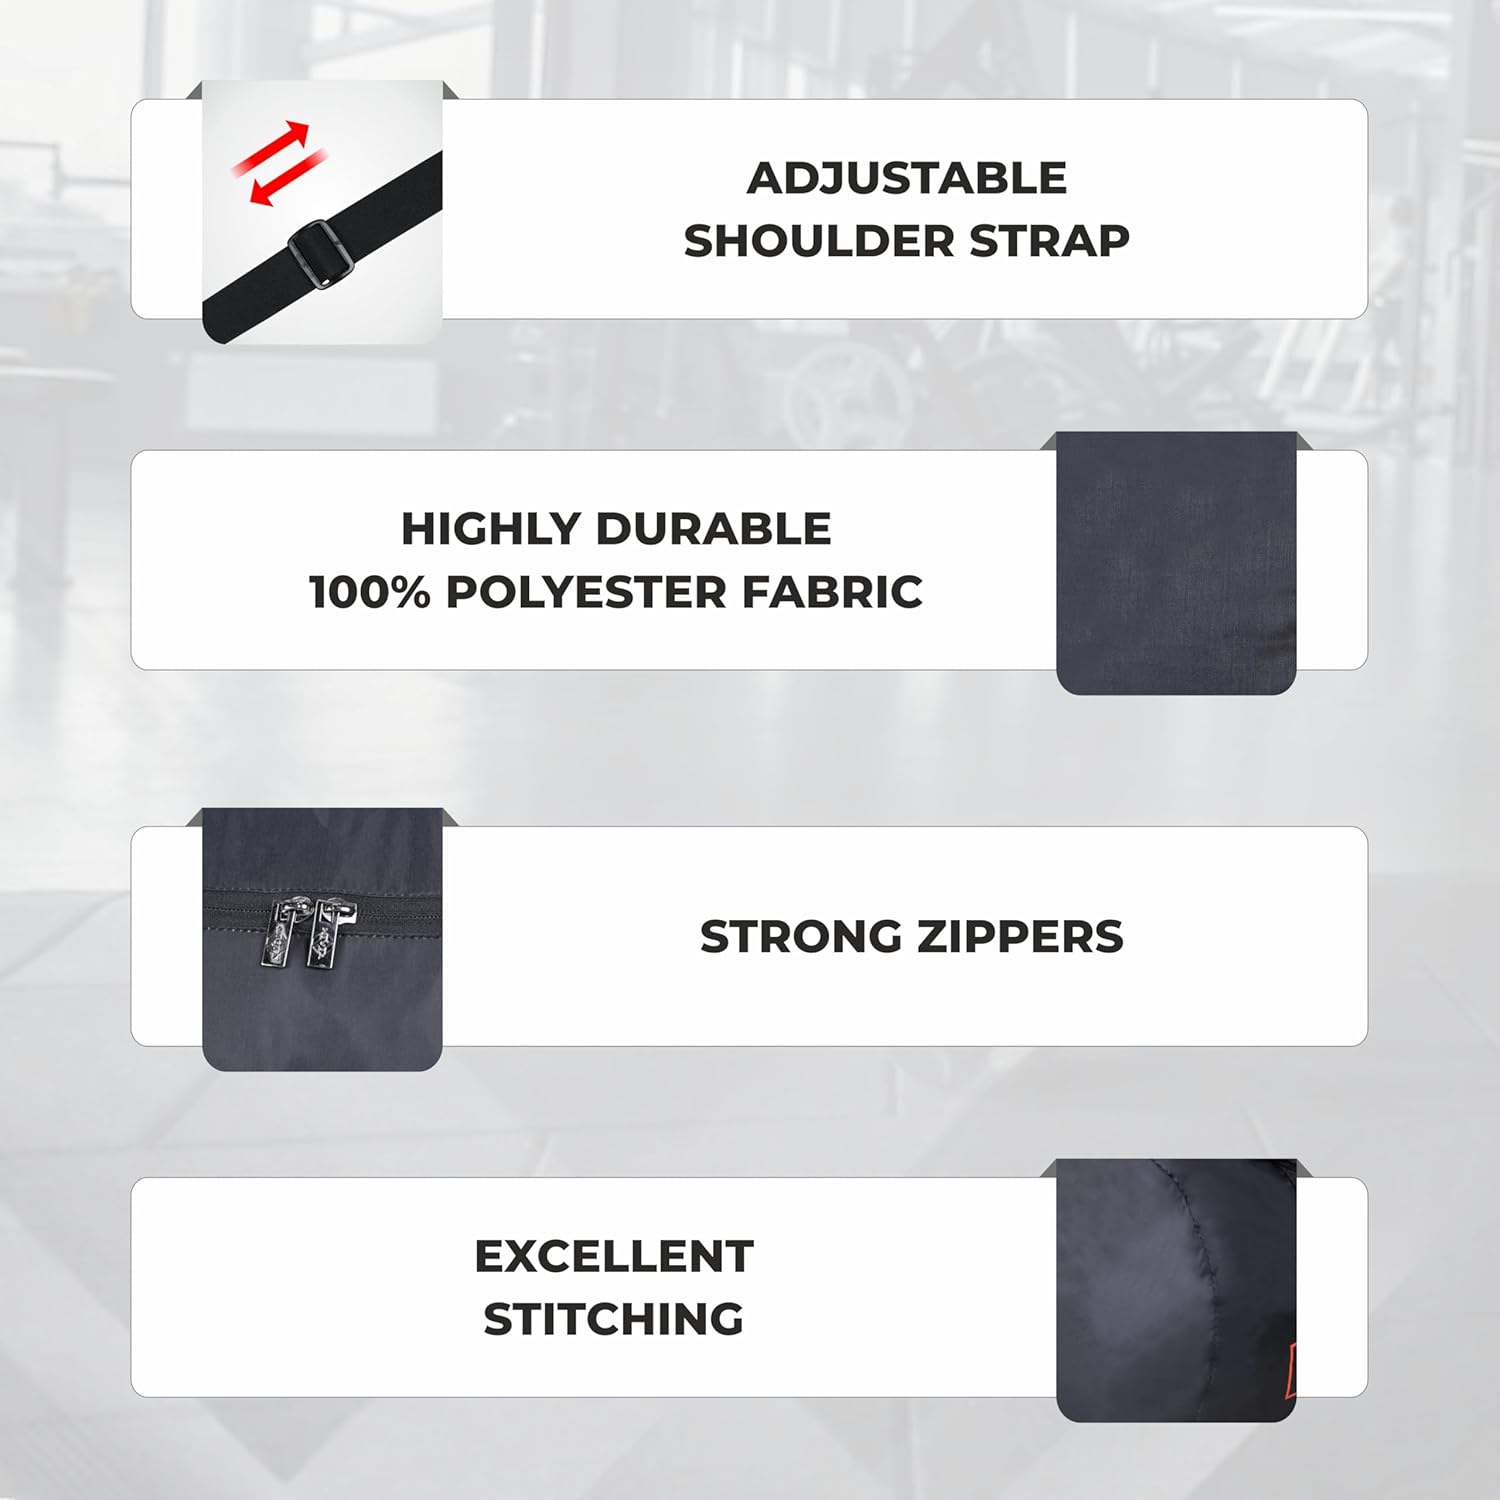 ADJUSTABLE
SHOULDER STRAP
HIGHLY DURABLE
100% POLYESTER FABRIC
STRONG ZIPPERS
EXCELLENT
STITCHING